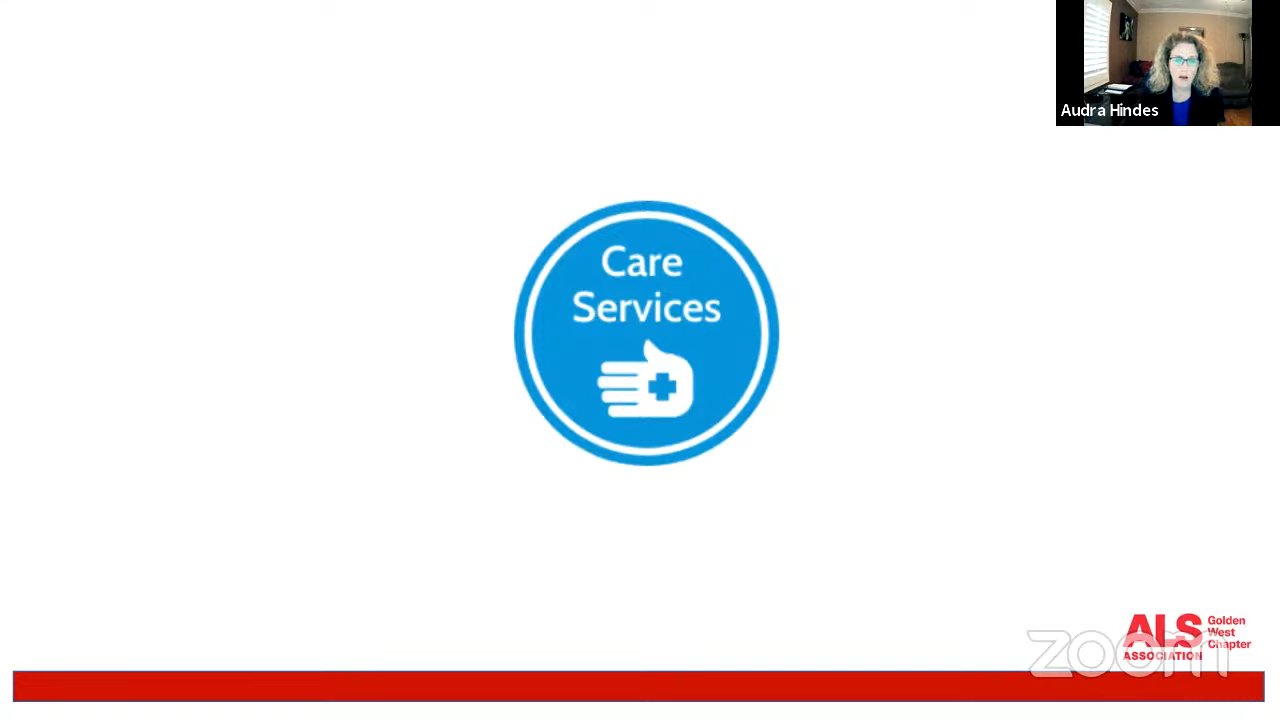 Audra Hindes
Care
Services
ALS
ASSOCIATION
Golden
West
Chapter
zoom